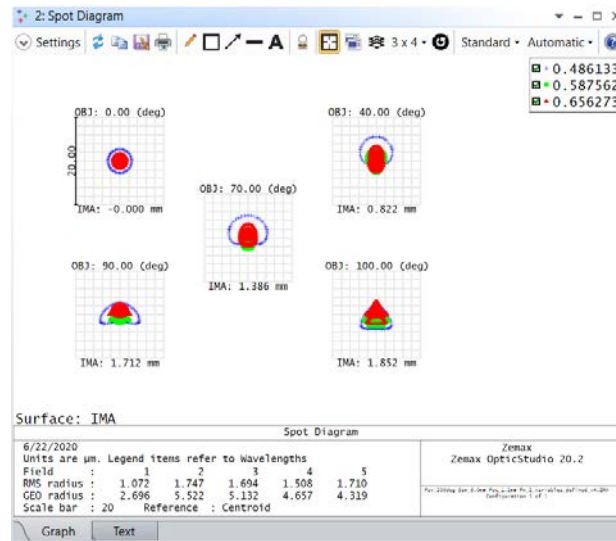 2: Spot Diagram
Settings
3 x 4
Standard
Automatic
0.486133
0.587562
0.656273
OBJ: 0.00 (deg)
20.00
IMA: -0.000 mm
OBJ: 40.00 (deg)
IMA: 0.822 mm
OBJ: 70.00 (deg)
IMA: 1.386 mm
OBJ: 90.00 (deg)
IMA: 1.712 mm
OBJ: 100.00 (deg)
IMA: 1.852 mm
Surface: IMA
Spot Diagram
6/22/2020
Units are µm. Legend items refer to Wavelengths
Field : 1 2 3 4 5
RMS radius : 1.072 1.747 1.694 1.508 1.710
GEO radius : 2.696 5.522 5.132 4.657 4.319
Scale bar : 20 Reference : Centroid
Zemax
Zemax OpticStudio 20.2
Configuration 1 of 1
Graph
Text